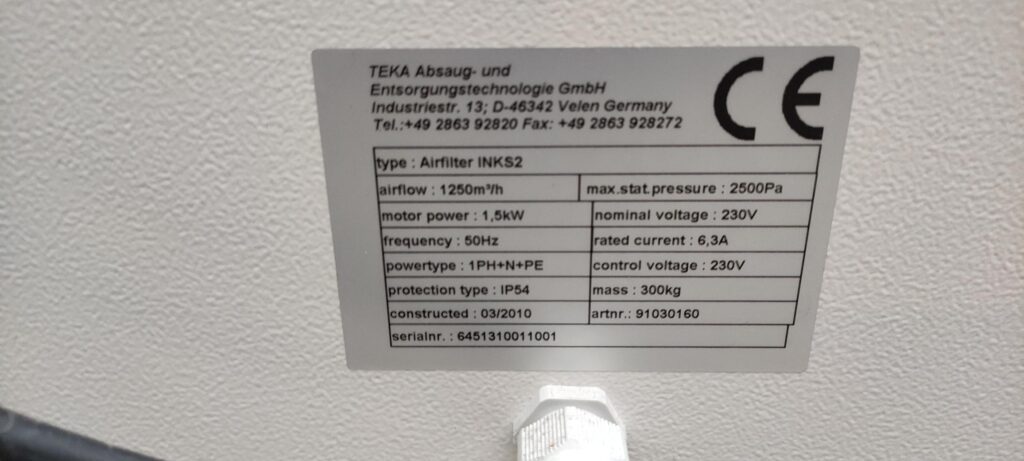 TEKA Absaug- und
Entsorgungstechnologie GmbH
Industriestr. 13; D-46342 Velen Germany
Tel.:+49 2863 92820 Fax: +49 2863 928272
CE
type : Airfilter INKS2
airflow : 1250m³/h max.stat.pressure : 2500Pa
motor power : 1,5kW nominal voltage : 230V
frequency : 50Hz rated current : 6,3A
powertype : 1PH+N+PE control voltage : 230V
protection type : IP54 mass : 300kg
constructed : 03/2010 artnr.: 91030160
serialnr. : 6451310011001